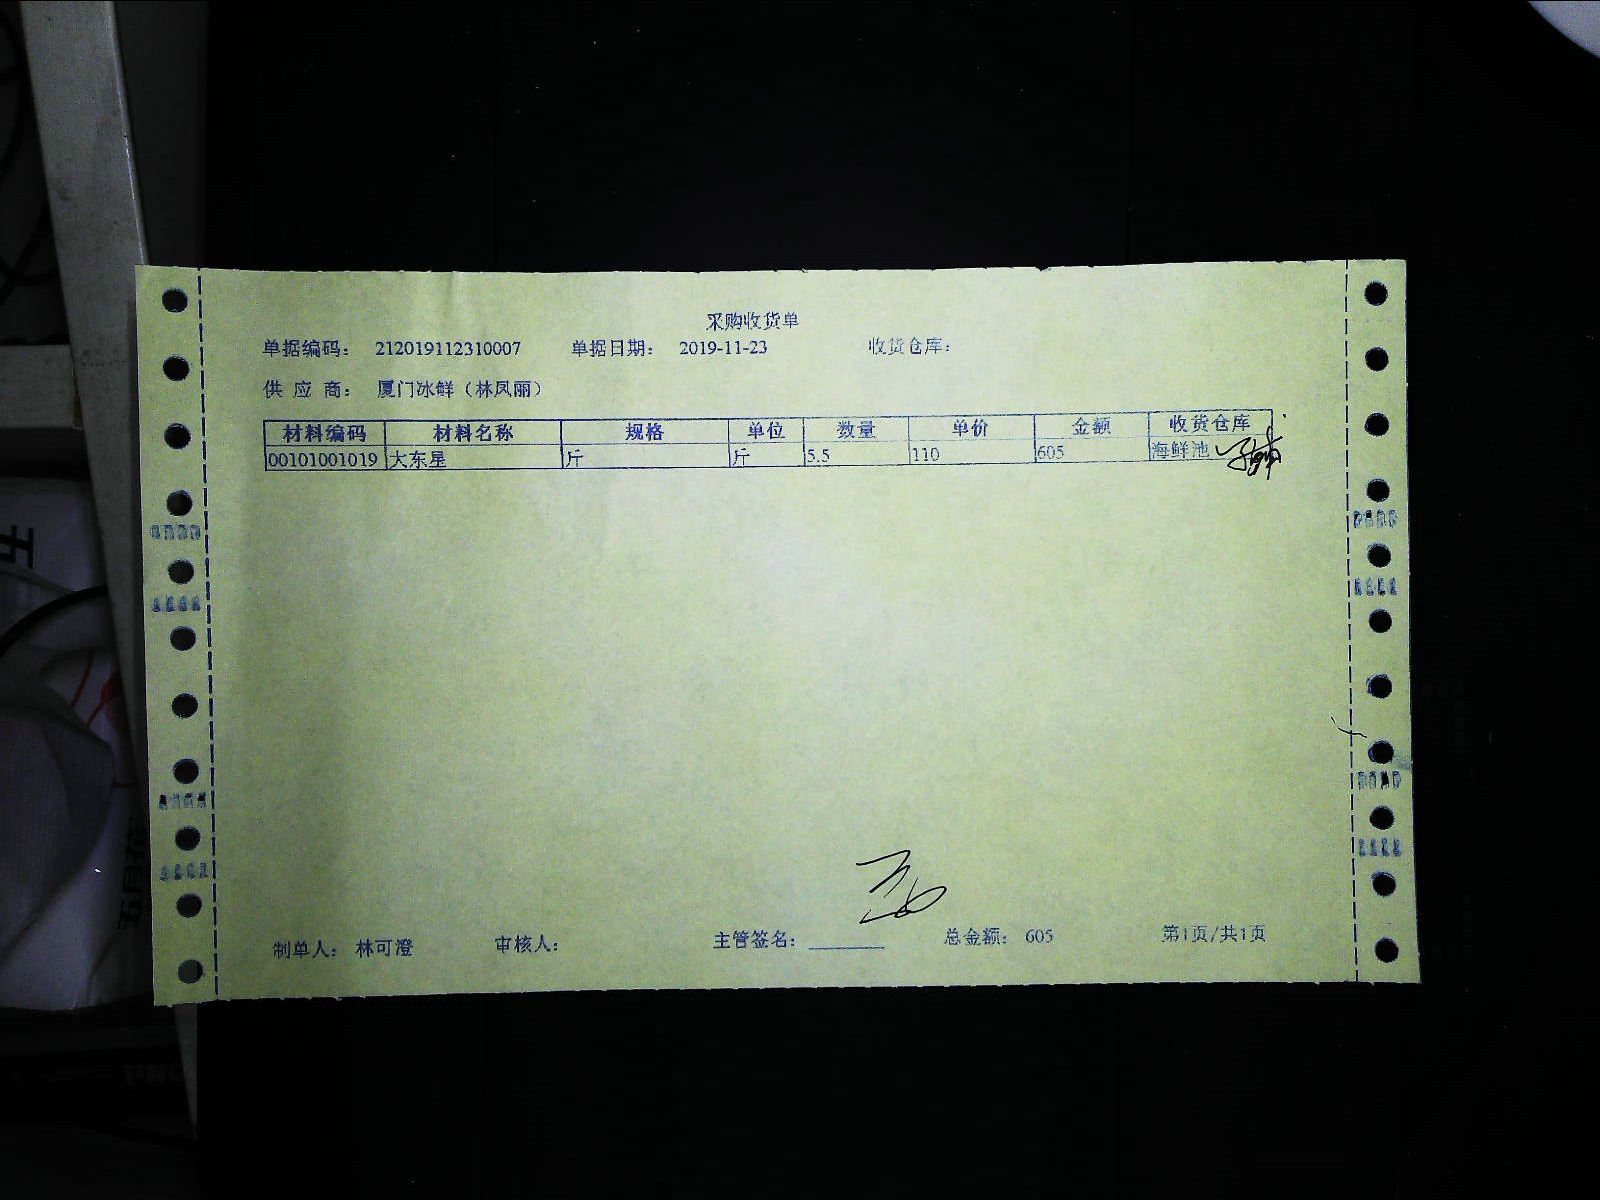 采购收货单
单据编码： 212019112310007 单据日期： 2019-11-23 收货仓库：
供 应 商： 厦门冰鲜（林凤丽）
材料编码 材料名称 规格 单位 数量 单价 金额 收货仓库
00101001019 大东星 斤 斤 5.5 110 605 海鲜池
制单人： 林可澄 审核人： 主管签名：________ 总金额： 605 第1页/共1页